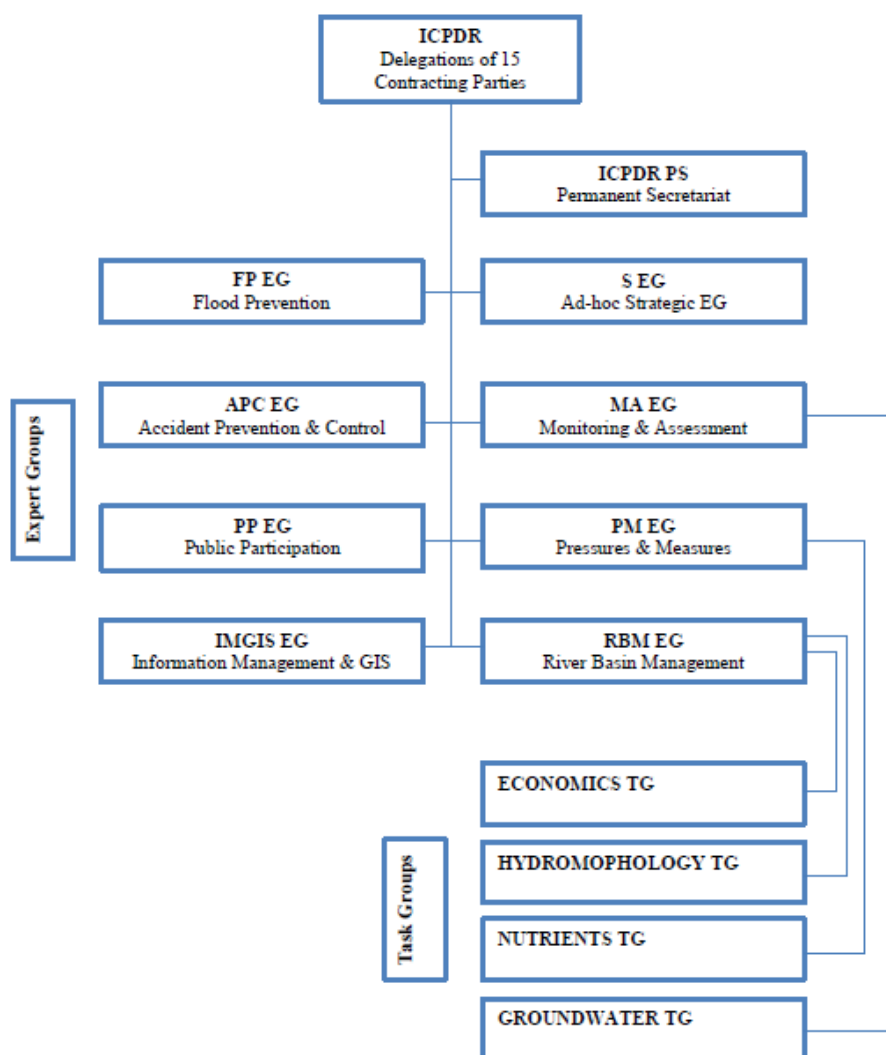 ICPDR
Delegations of 15
Contracting Parties
ICPDR PS
Permanent Secretariat
FP EG
Flood Prevention
S EG
Ad-hoc Strategic EG
Expert Groups
APC EG
Accident Prevention & Control
MA EG
Monitoring & Assessment
PP EG
Public Participation
PM EG
Pressures & Measures
IMGIS EG
Information Management & GIS
RBM EG
River Basin Management
ECONOMICS TG
Task Groups
HYDROMOPHOLOGY TG
NUTRIENTS TG
GROUNDWATER TG